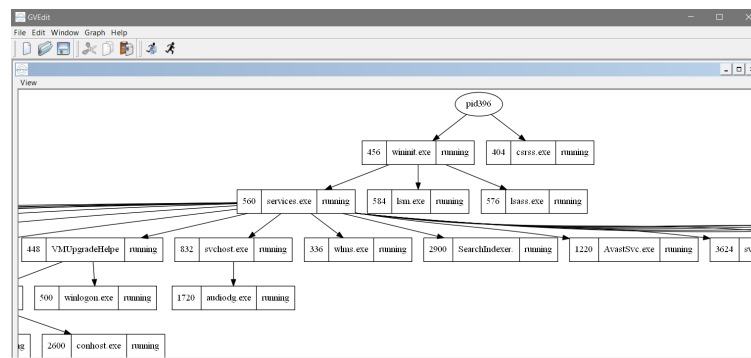 GVEdit
File Edit Window Graph Help
View
pid396
456 wininit.exe running
404 csrss.exe running
560 services.exe running
584 lsm.exe running
576 lsass.exe running
448 VMUpgradeHelpe running
832 svchost.exe running
336 whns.exe running
2900 SearchIndexer. running
1220 AvastSvc.exe running
3624 sv
500 winlogon.exe running
1720 audiodg.exe running
ng
2600 conhost.exe running